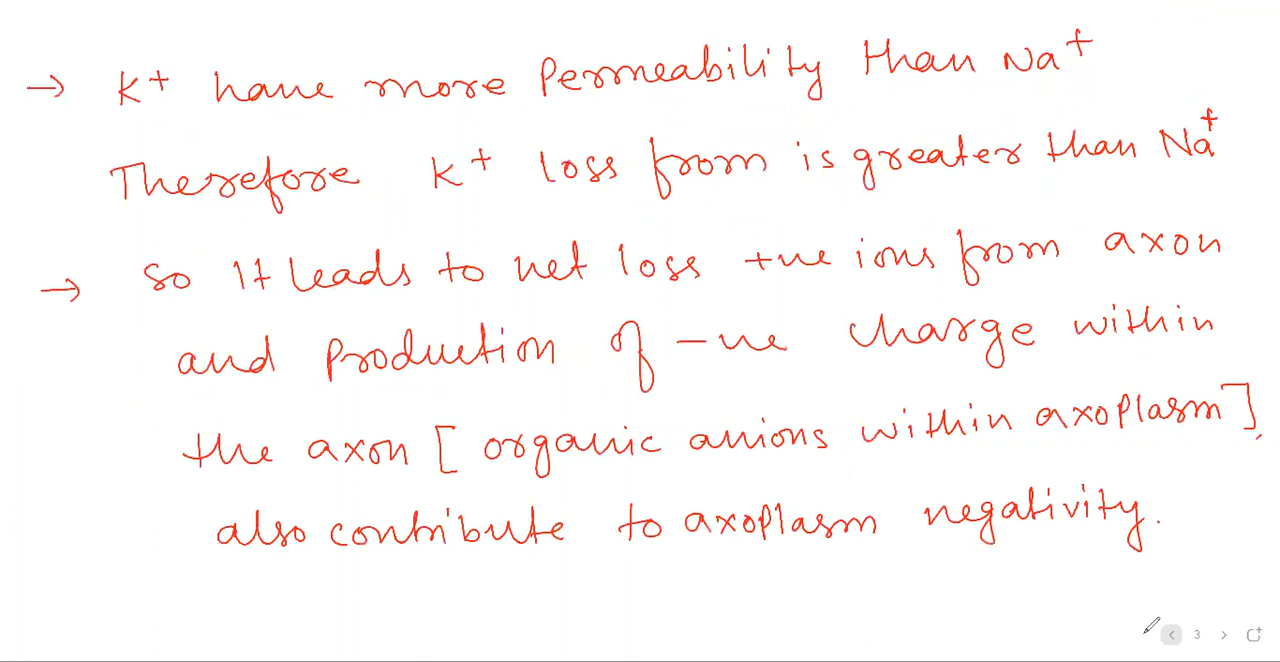 → K+ have more Permeability than Na+
Therefore K+ loss from is greater than Na+
→ so It leads to net loss +ve ions from axon
and Production of -ve charge within
the axon [ organic anions within axoplasm ]
also contribute to axoplasm negativity.
< 3 >